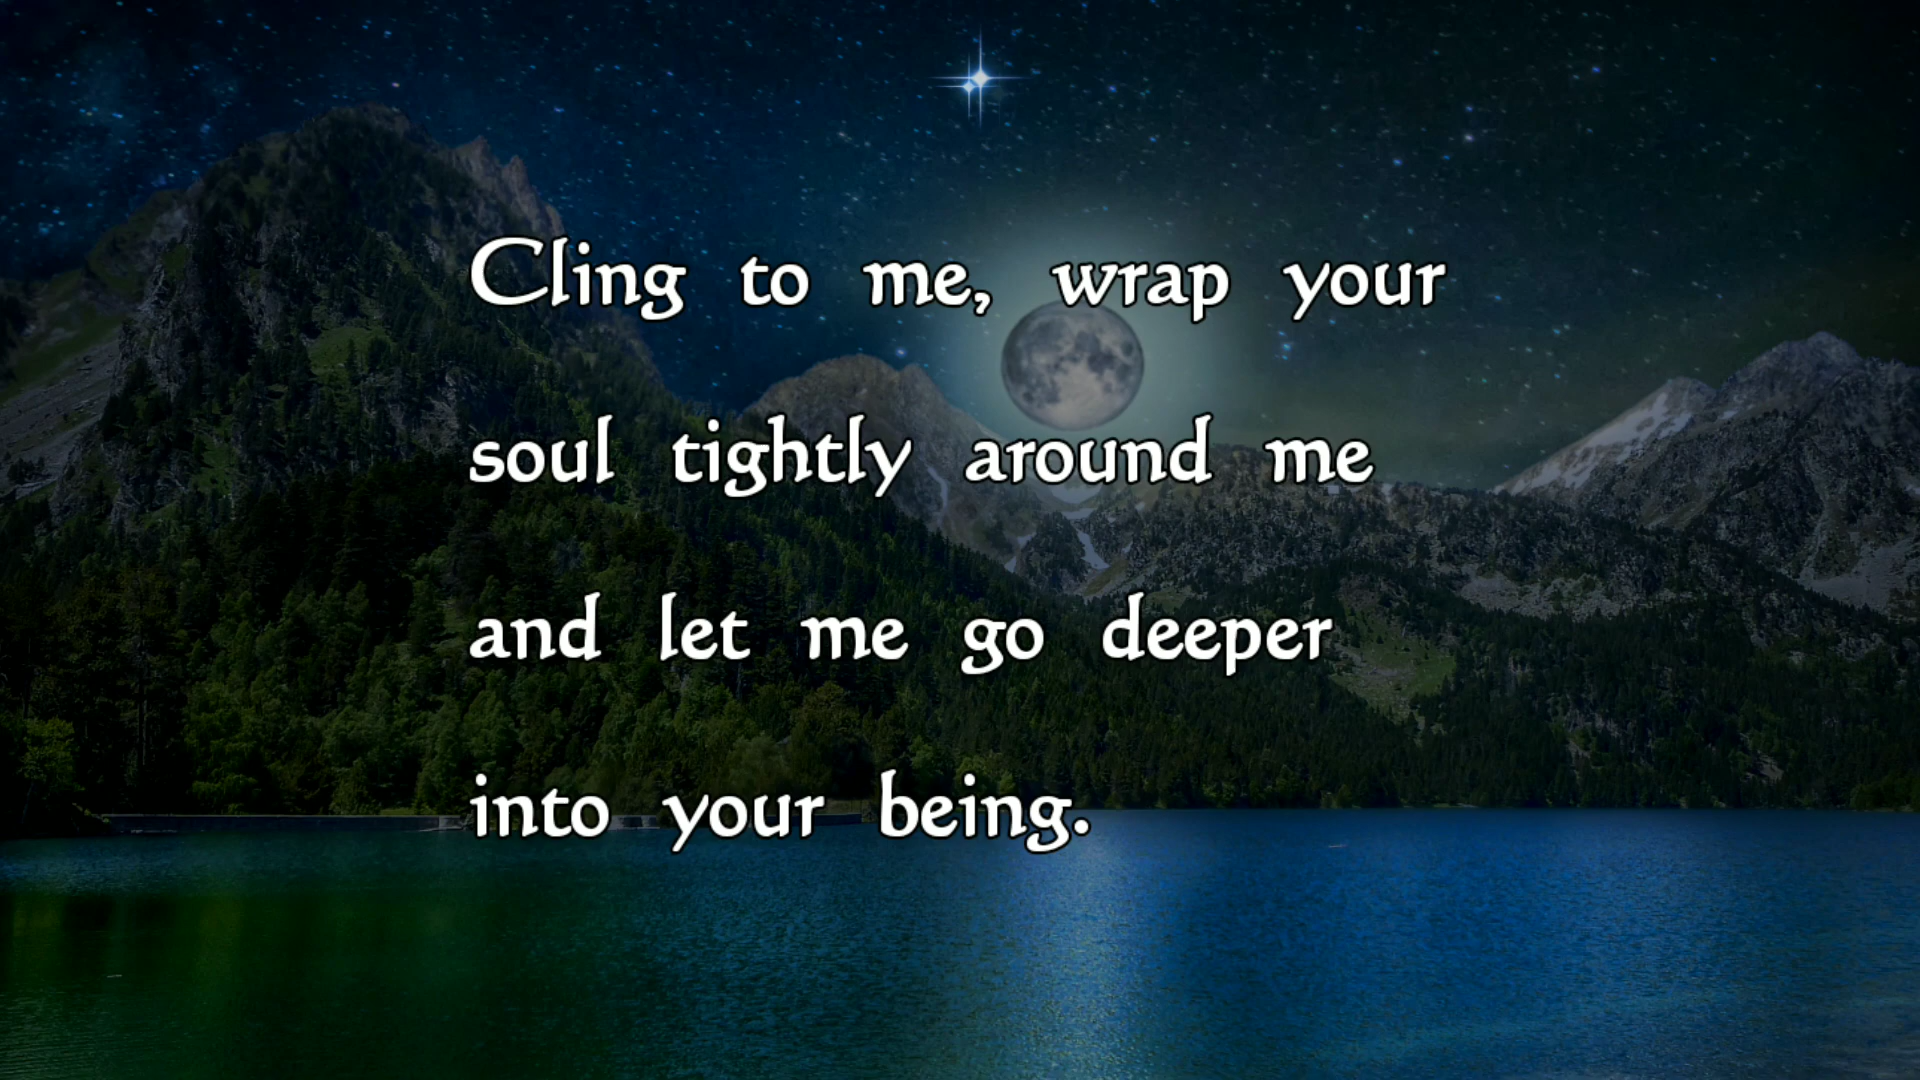 Cling to me, wrap your
soul tightly around me
and let me go deeper
into your being.